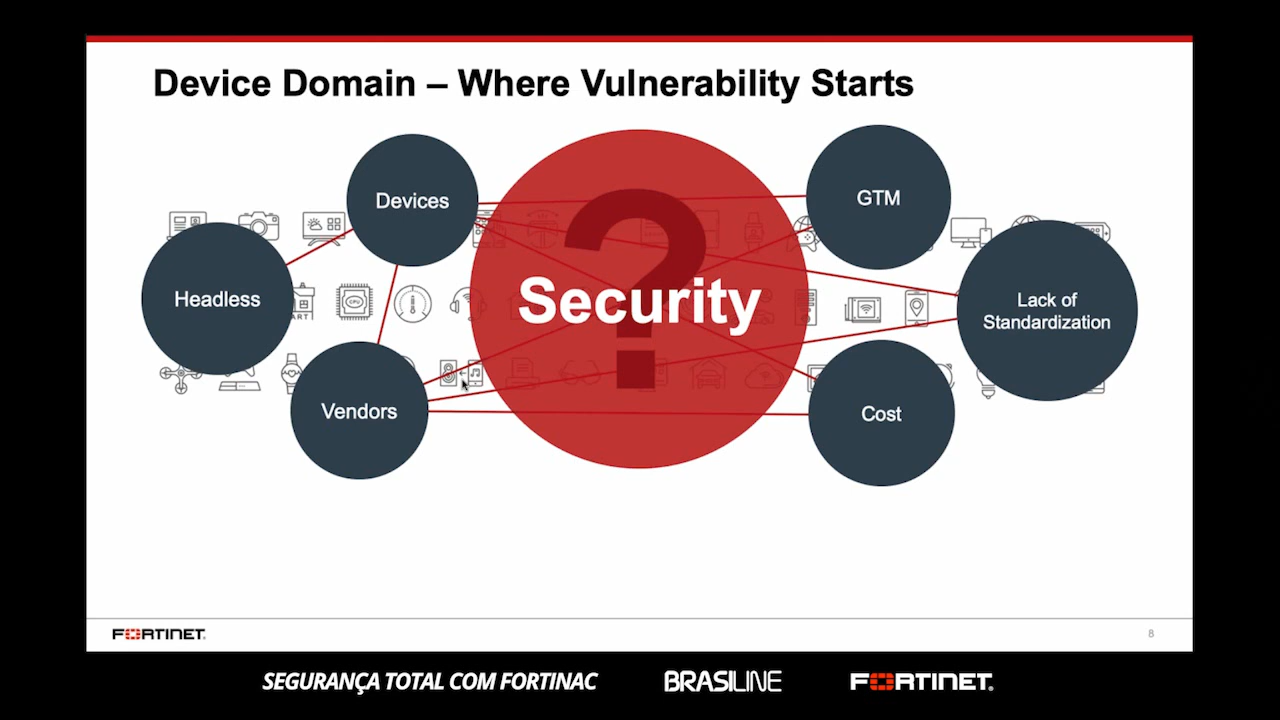 Device Domain – Where Vulnerability Starts
Devices
GTM
Headless
Security
?
Lack of
Standardization
Vendors
Cost
CPU
FORTINET
8
SEGURANÇA TOTAL COM FORTINAC
BRASILINE
FORTINET